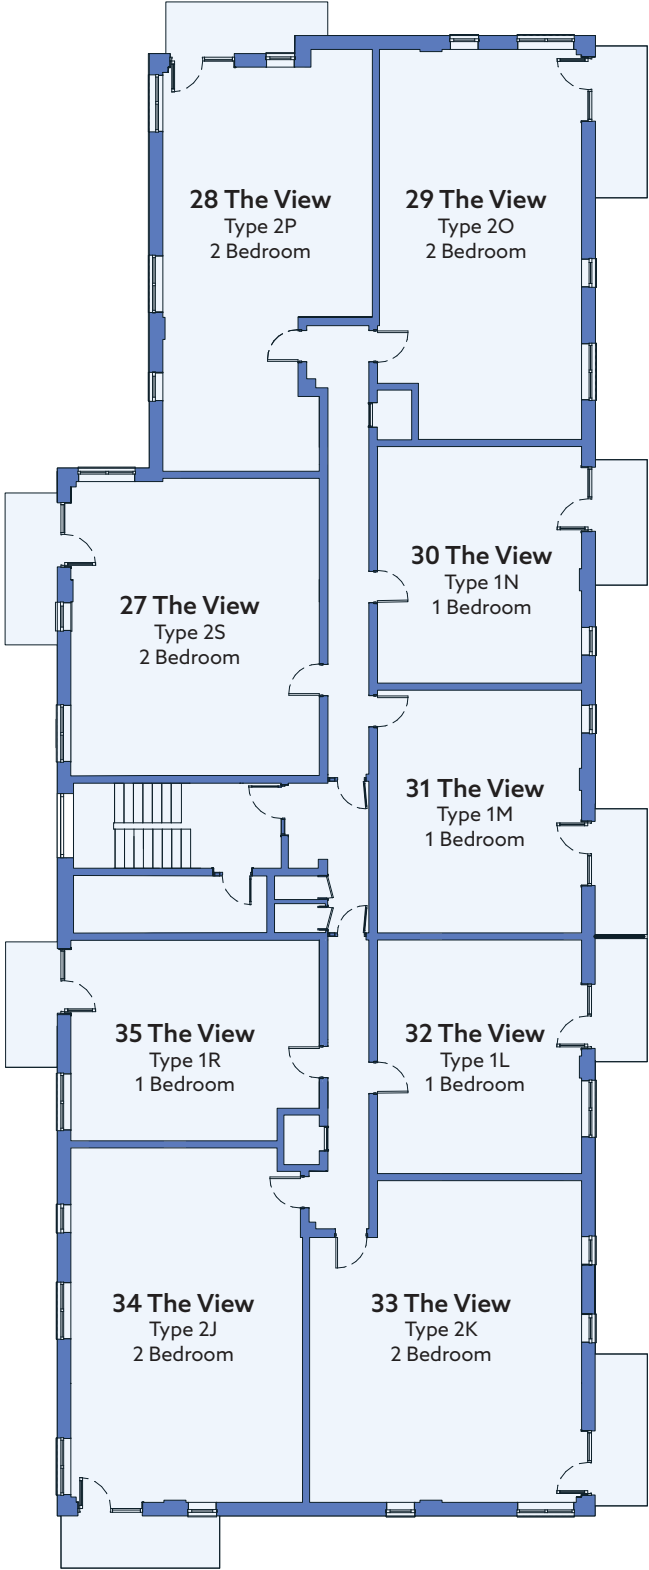 28 The View
Type 2P
2 Bedroom
29 The View
Type 2O
2 Bedroom
30 The View
Type 1N
1 Bedroom
27 The View
Type 2S
2 Bedroom
31 The View
Type 1M
1 Bedroom
35 The View
Type 1R
1 Bedroom
32 The View
Type 1L
1 Bedroom
34 The View
Type 2J
2 Bedroom
33 The View
Type 2K
2 Bedroom